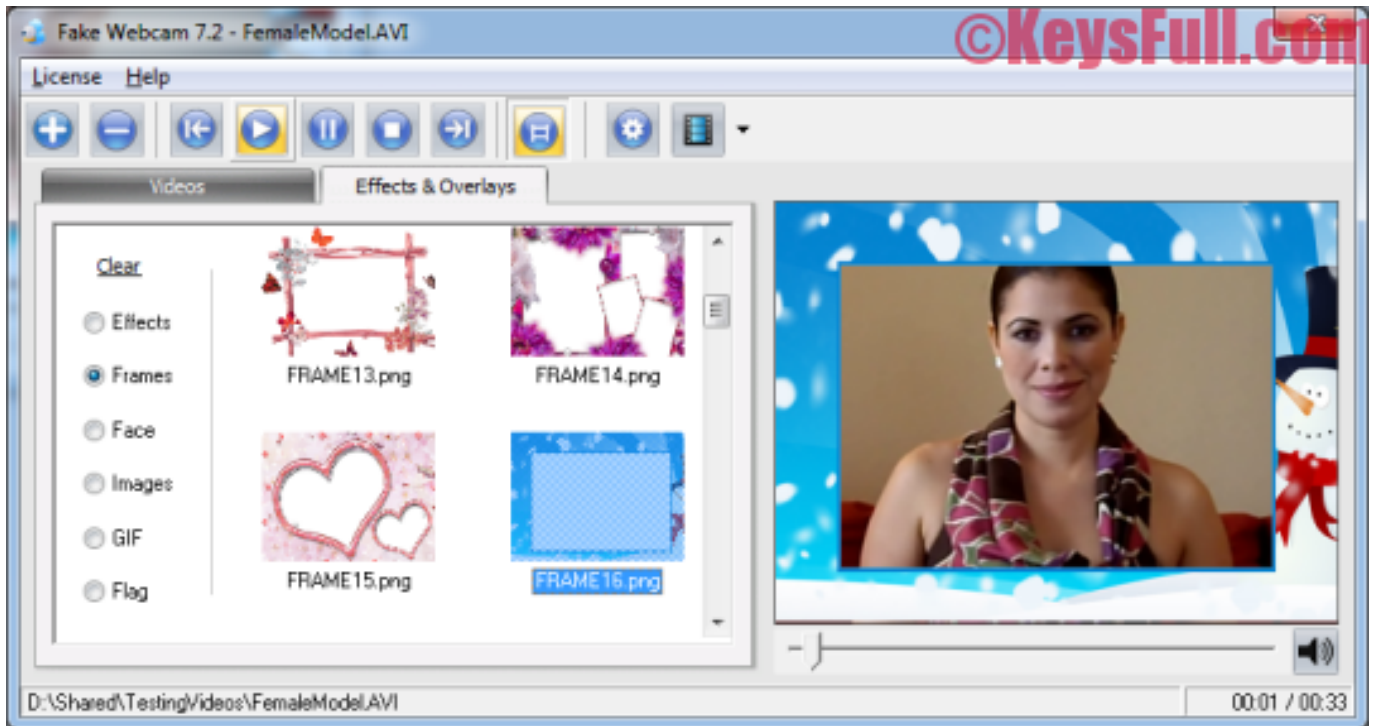 Fake Webcam 7.2 - FemaleModel.AVI
©KeysFull.com
License Help
Videos Effects & Overlays
Clear
Effects
Frames
Face
Images
GIF
Flag
FRAME13.png FRAME14.png
FRAME15.png FRAME16.png
D:\Shared\TestingVideos\FemaleModel.AVI 00:01 / 00:33